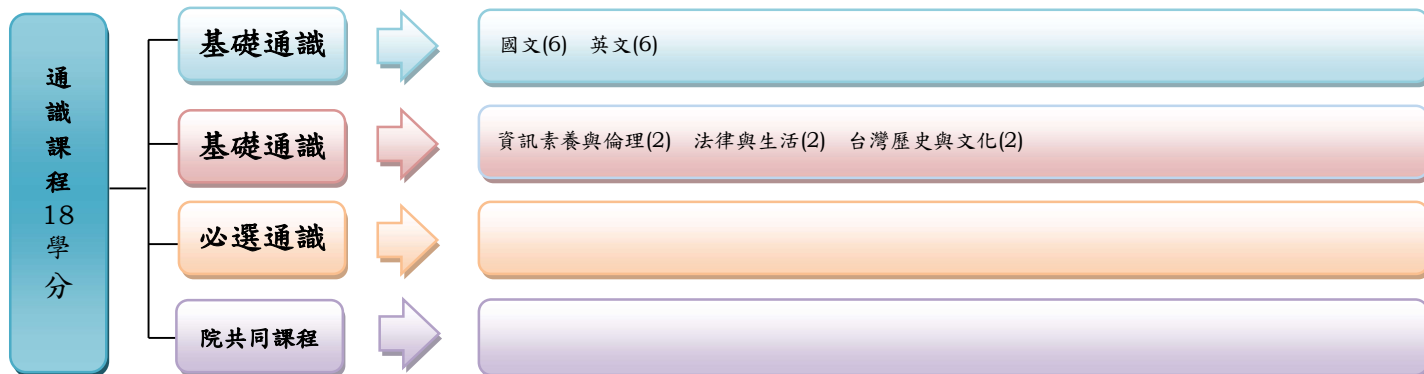 通識課程18學分
基礎通識
國文(6) 英文(6)
基礎通識
資訊素養與倫理(2) 法律與生活(2) 台灣歷史與文化(2)
必選通識
院共同課程